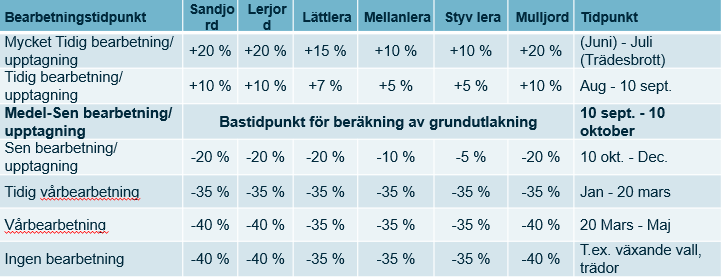 Bearbetningstidpunkt Sandjo Lerjor Lättlera Mellanlera Styv lera Mulljord Tidpunkt
rd d
Mycket Tidig bearbetning/ +20 % +20 % +15 % +10 % +10 % +20 % (Juni) - Juli
upptagning (Trädesbrott)
Tidig bearbetning/ +10 % +10 % +7 % +5 % +5 % +10 % Aug - 10 sept.
upptagning
Medel-Sen bearbetning/ Bastidpunkt för beräkning av grundutlakning 10 sept. - 10
upptagning oktober
Sen bearbetning/ -20 % -20 % -20 % -10 % -5 % -20 % 10 okt. - Dec.
upptagning
Tidig vårbearbetning -35 % -35 % -35 % -35 % -35 % -35 % Jan - 20 mars
Vårbearbetning -40 % -40 % -35 % -35 % -35 % -40 % 20 Mars - Maj
Ingen bearbetning -40 % -40 % -35 % -35 % -35 % -40 % T.ex. växande vall,
trädor